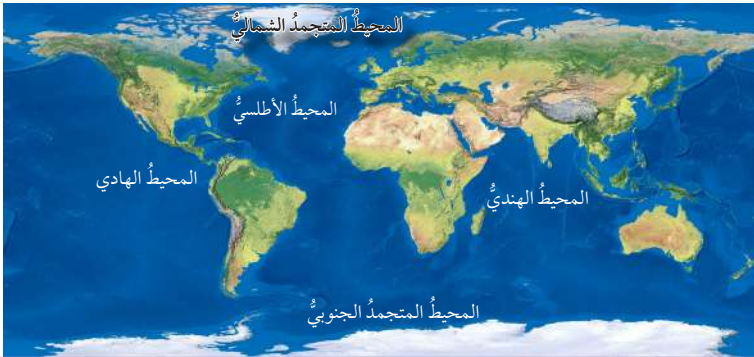 المحيطُ المتجمدُ الشماليُّ
المحيطُ الأطلسيُّ
المحيطُ الهادي
المحيطُ الهنديُّ
المحيطُ المتجمدُ الجنوبيُّ